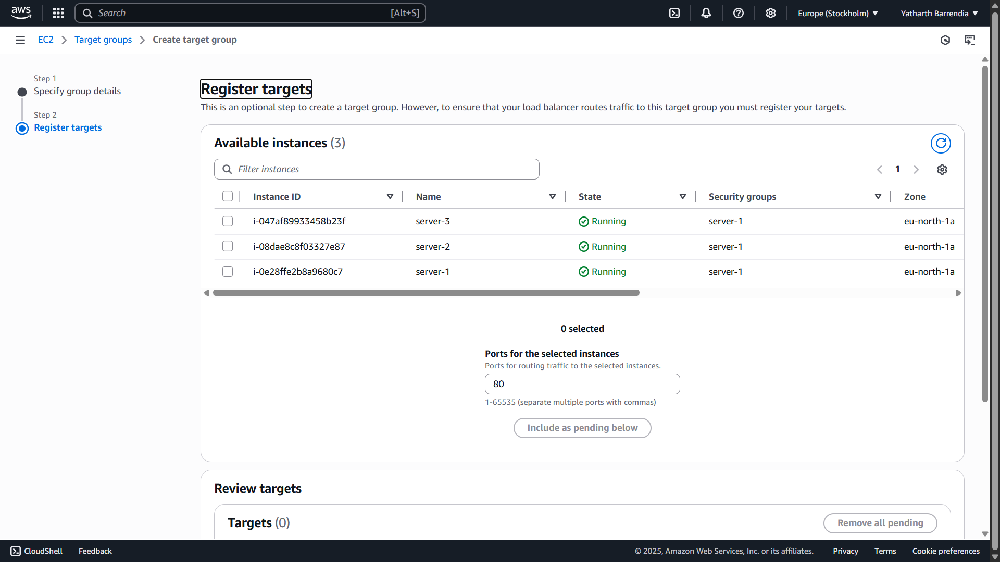 aws
Search [Alt+S]
Europe (Stockholm)
Yatharth Barrendia
EC2
Target groups
Create target group
Step 1
Specify group details
Step 2
Register targets
Register targets
This is an optional step to create a target group. However, to ensure that your load balancer routes traffic to this target group you must register your targets.
Available instances (3)
Filter instances
1
Instance ID Name State Security groups Zone
i-047af89933458b23f server-3 Running server-1 eu-north-1a
i-08dae8c8f03327e87 server-2 Running server-1 eu-north-1a
i-0e28ffe2b8a9680c7 server-1 Running server-1 eu-north-1a
0 selected
Ports for the selected instances
Ports for routing traffic to the selected instances.
80
1-65535 (separate multiple ports with commas)
Include as pending below
Review targets
Targets (0)
Remove all pending
CloudShell Feedback © 2025, Amazon Web Services, Inc. or its affiliates. Privacy Terms Cookie preferences